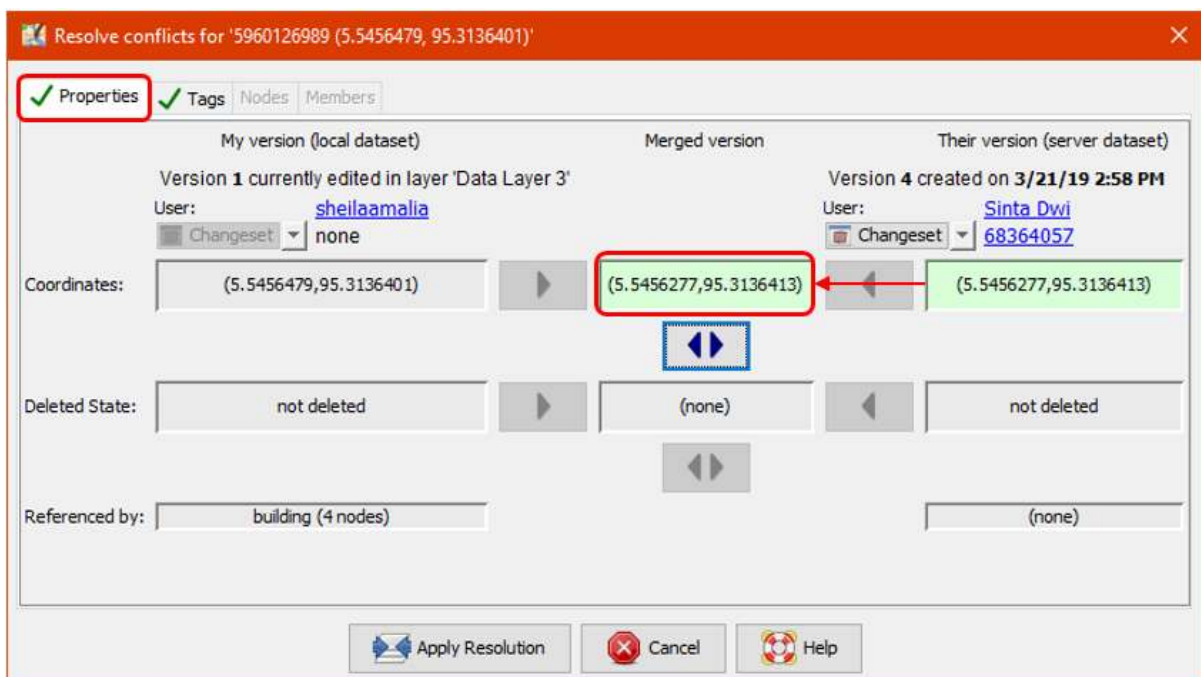 Resolve conflicts for '5960126989 (5.5456479, 95.3136401)'
Properties Tags Nodes Members
My version (local dataset) Merged version Their version (server dataset)
Version 1 currently edited in layer 'Data Layer 3' Version 4 created on 3/21/19 2:58 PM
User: sheilaamalia User: Sinta Dwi
Changeset none Changeset 68364057
Coordinates: (5.5456479,95.3136401) (5.5456277,95.3136413) (5.5456277,95.3136413)
Deleted State: not deleted (none) not deleted
Referenced by: building (4 nodes) (none)
Apply Resolution Cancel Help